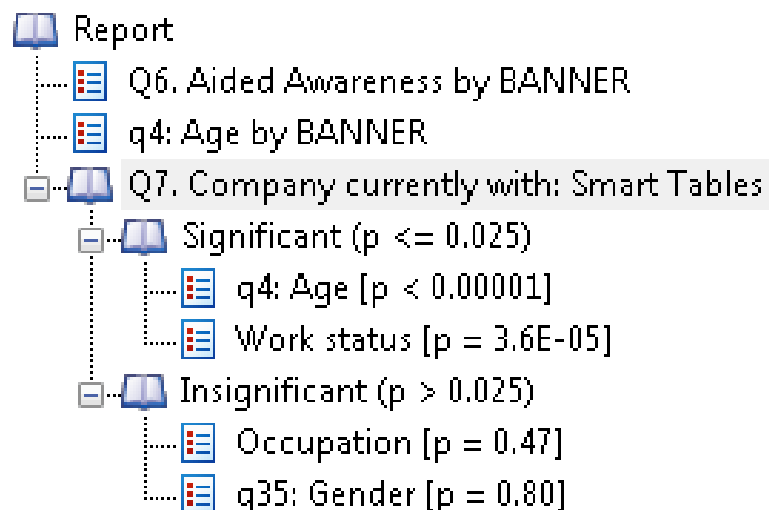 Report
Q6. Aided Awareness by BANNER
q4: Age by BANNER
Q7. Company currently with: Smart Tables
Significant (p <= 0.025)
q4: Age [p < 0.00001]
Work status [p = 3.6E-05]
Insignificant (p > 0.025)
Occupation [p = 0.47]
q35: Gender [p = 0.80]